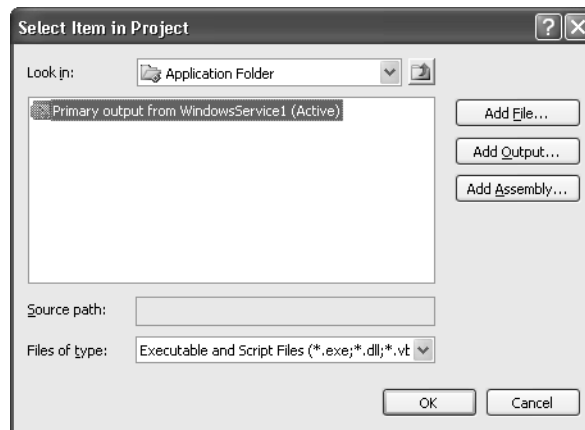 Select Item in Project
Look in:
Application Folder
Primary output from WindowsService1 (Active)
Add File...
Add Output...
Add Assembly...
Source path:
Files of type:
Executable and Script Files (*.exe;*.dll;*.vb
OK
Cancel